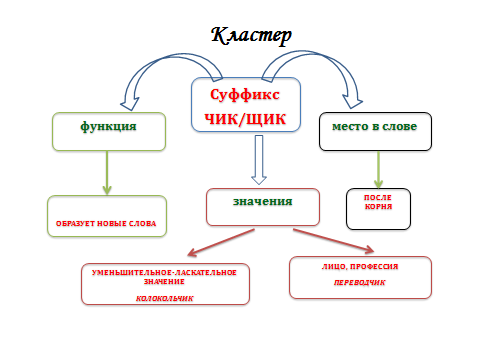 Кластер
Суффикс
ЧИК/ЩИК
функция
место в слове
ОБРАЗУЕТ НОВЫЕ СЛОВА
значения
ПОСЛЕ
КОРНЯ
УМЕНЬШИТЕЛЬНОЕ-ЛАСКАТЕЛЬНОЕ
ЗНАЧЕНИЕ
КОЛОКОЛЬЧИК
ЛИЦО, ПРОФЕССИЯ
ПЕРЕВОДЧИК